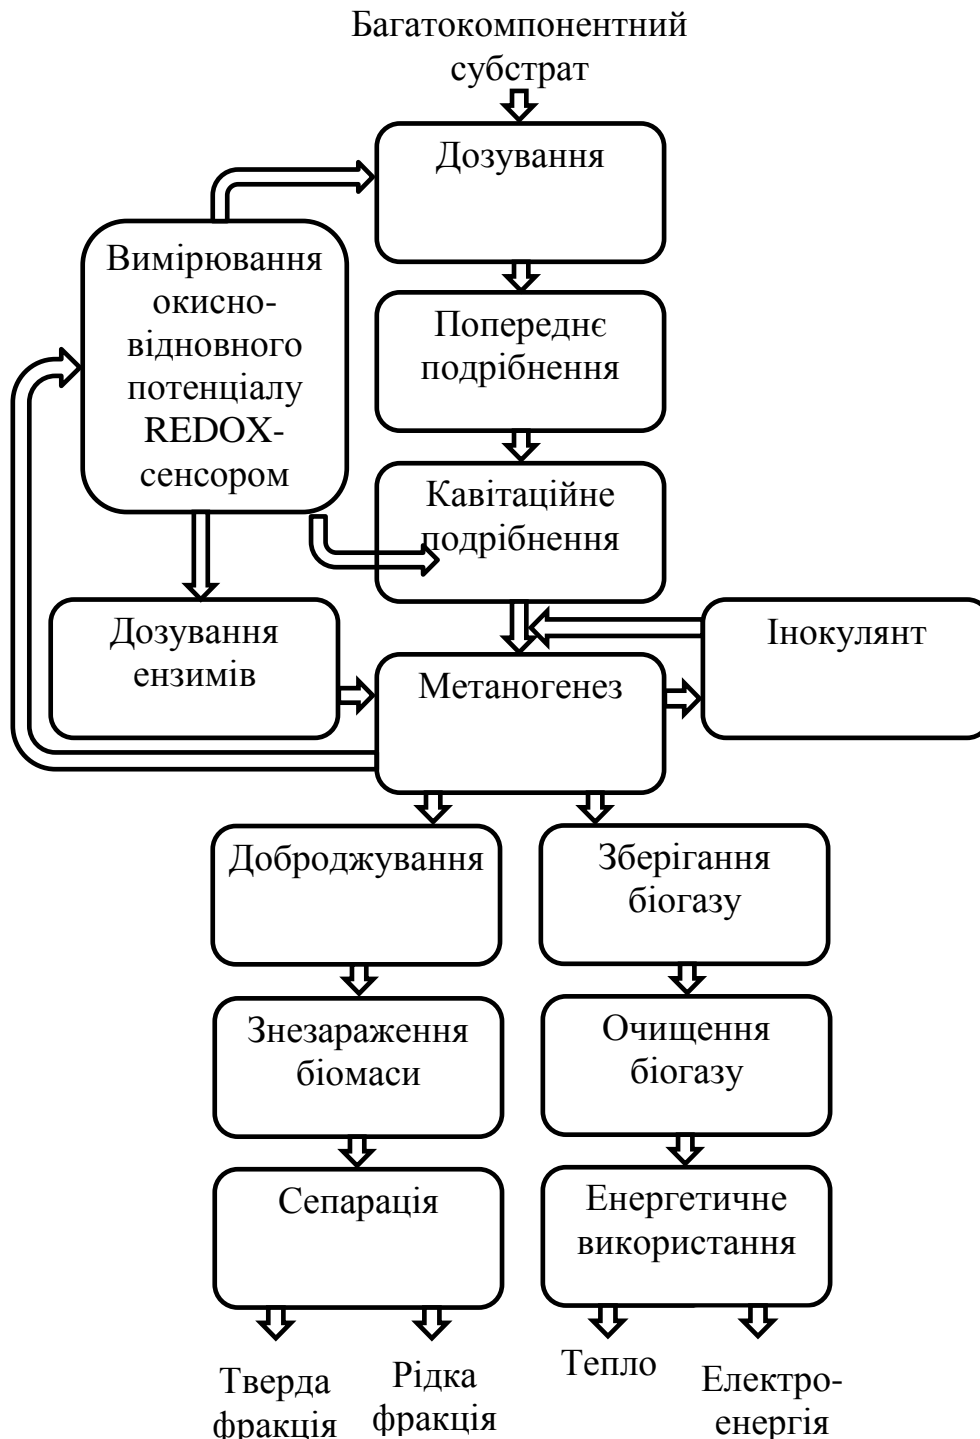 Багатокомпонентний
субстрат
Дозування
Вимірювання
окисно-
відновного
потенціалу
REDOX-
сенсором
Попереднє
подрібнення
Кавітаційне
подрібнення
Дозування
ензимів
Метаногенез
Інокулянт
Доброджування
Зберігання
біогазу
Знезараження
біомаси
Очищення
біогазу
Сепарація
Енергетичне
використання
Тверда
фракція
Рідка
фракція
Тепло
Електро-
енергія